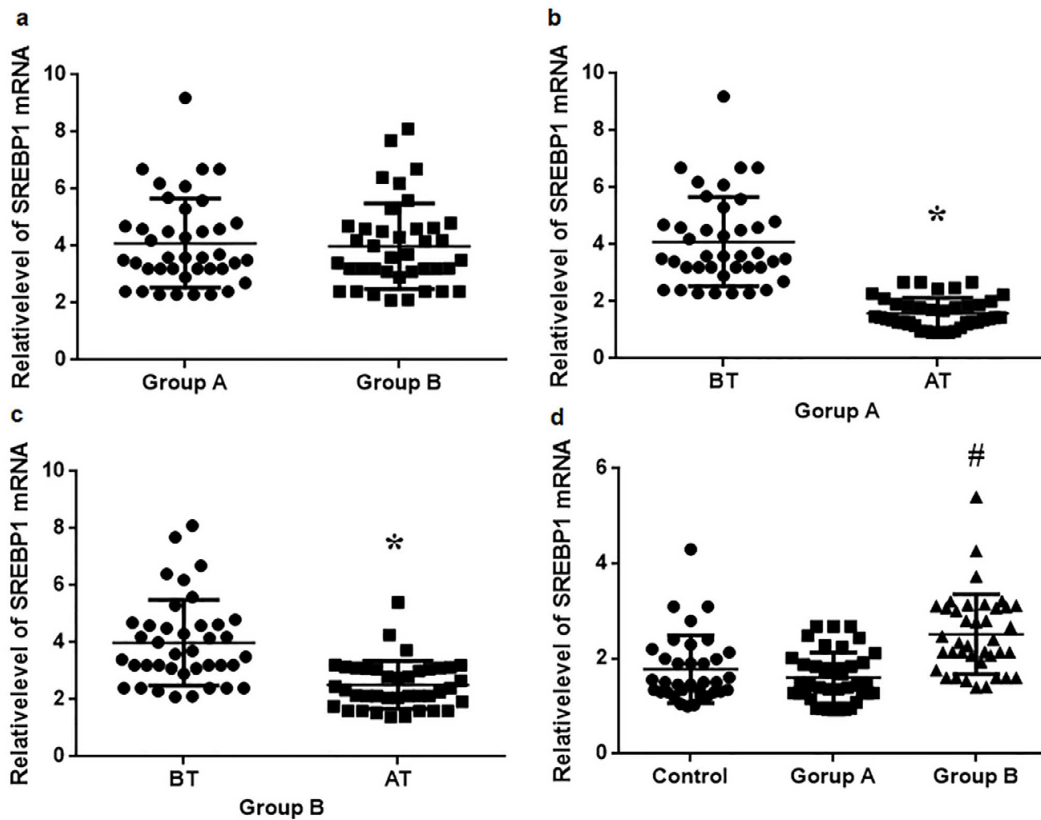 a
Relativelevel of SREBP1 mRNA
10
8
6
4
2
0
Group A
Group B
b
Relativelevel of SREBP1 mRNA
10
8
6
4
2
0
*
BT
AT
Gorup A
c
Relativelevel of SREBP1 mRNA
10
8
6
4
2
0
*
BT
AT
Group B
d
Relativelevel of SREBP1 mRNA
6
4
2
0
#
Control
Gorup A
Group B